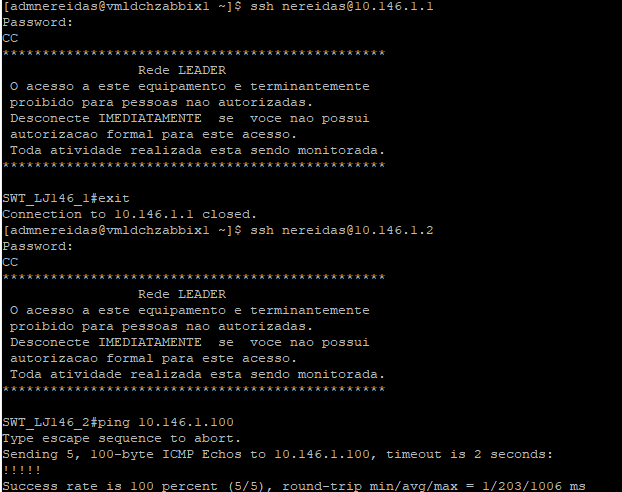 [admnereidas@vmldchzabbix1 ~]$ ssh nereidas@10.146.1.1
Password:
CC
*************************************************
Rede LEADER
O acesso a este equipamento e terminantemente
proibido para pessoas nao autorizadas.
Desconecte IMEDIATAMENTE  se  voce nao possui
autorizacao formal para este acesso.
Toda atividade realizada esta sendo monitorada.
*************************************************
SWT_LJ146_1#exit
Connection to 10.146.1.1 closed.
[admnereidas@vmldchzabbix1 ~]$ ssh nereidas@10.146.1.2
Password:
CC
*************************************************
Rede LEADER
O acesso a este equipamento e terminantemente
proibido para pessoas nao autorizadas.
Desconecte IMEDIATAMENTE  se  voce nao possui
autorizacao formal para este acesso.
Toda atividade realizada esta sendo monitorada.
*************************************************
SWT_LJ146_2#ping 10.146.1.100
Type escape sequence to abort.
Sending 5, 100-byte ICMP Echos to 10.146.1.100, timeout is 2 seconds:
!!!!!
Success rate is 100 percent (5/5), round-trip min/avg/max = 1/203/1006 ms